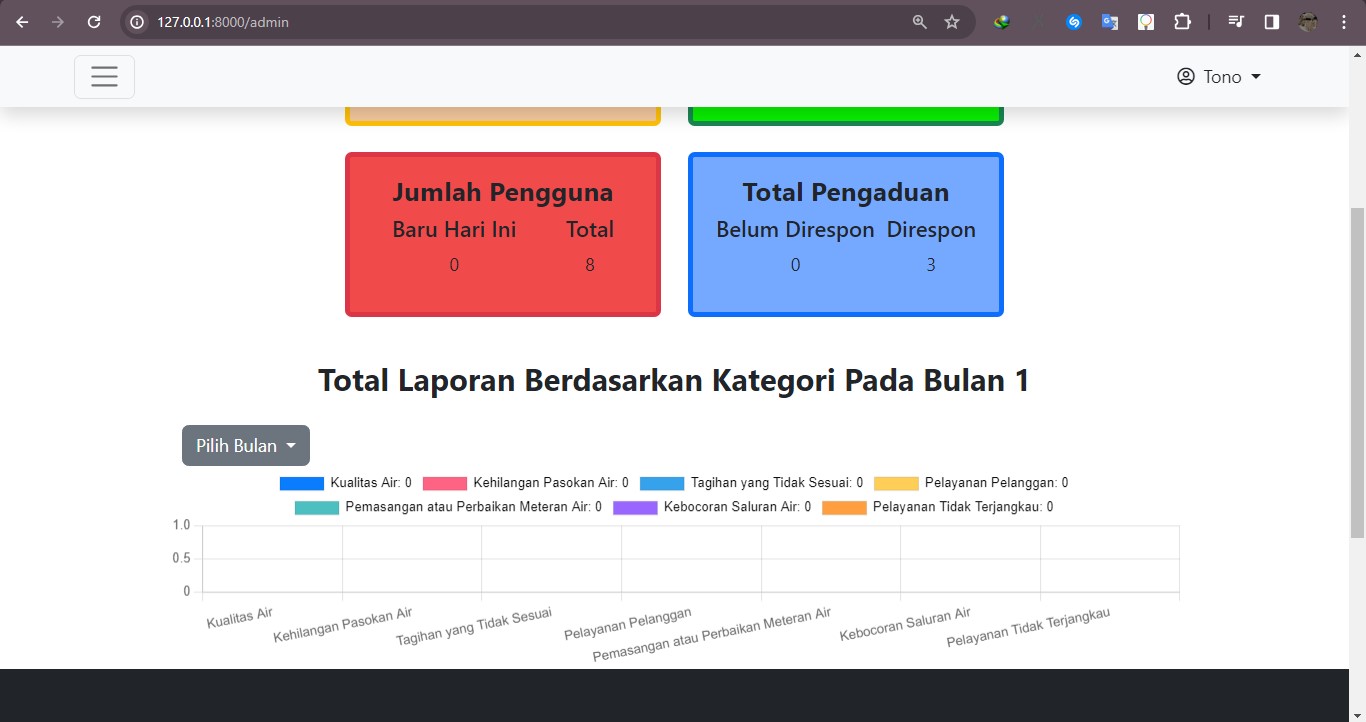 127.0.0.1:8000/admin
Tono
Jumlah Pengguna
Baru Hari Ini Total
0 8
Total Pengaduan
Belum Direspon Direspon
0 3
Total Laporan Berdasarkan Kategori Pada Bulan 1
Pilih Bulan
Kualitas Air: 0 Kehilangan Pasokan Air: 0 Tagihan yang Tidak Sesuai: 0 Pelayanan Pelanggan: 0
Pemasangan atau Perbaikan Meteran Air: 0 Kebocoran Saluran Air: 0 Pelayanan Tidak Terjangkau: 0
1.0
0.5
0
Kualitas Air
Kehilangan Pasokan Air
Tagihan yang Tidak Sesuai
Pelayanan Pelanggan
Pemasangan atau Perbaikan Meteran Air
Kebocoran Saluran Air
Pelayanan Tidak Terjangkau